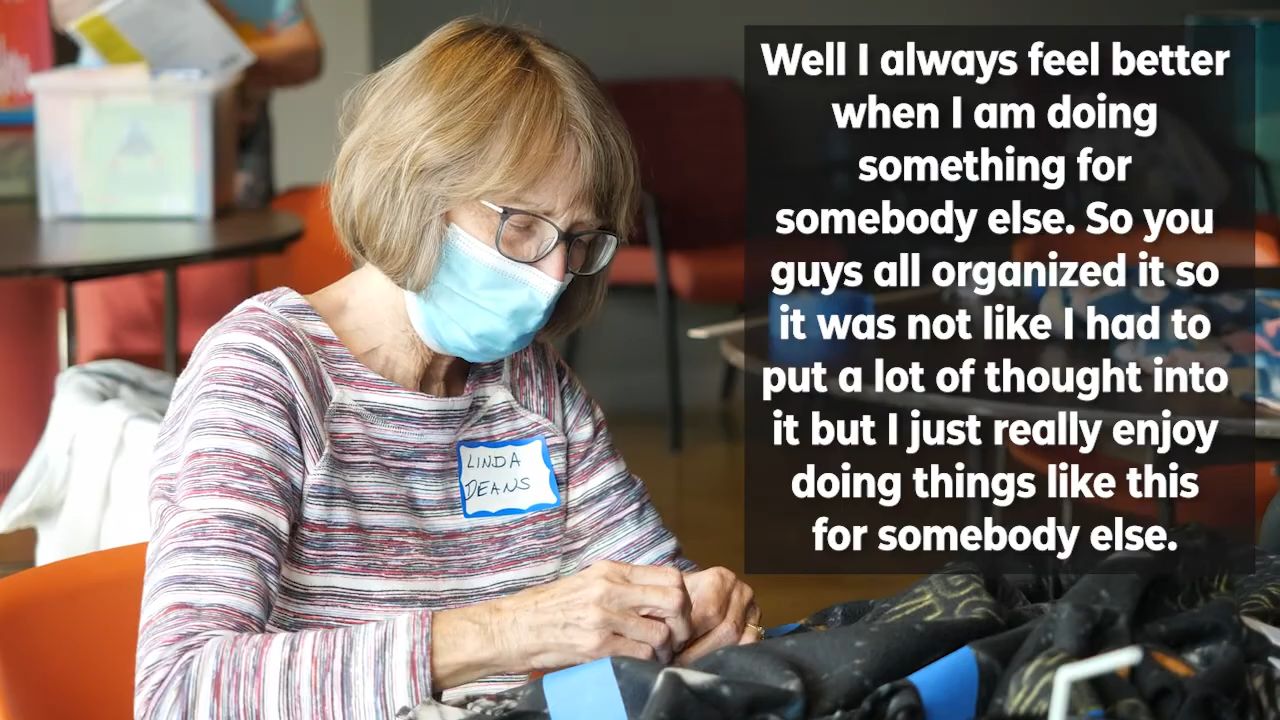 Well I always feel better
when I am doing
something for
somebody else. So you
guys all organized it so
it was not like I had to
put a lot of thought into
it but I just really enjoy
doing things like this
for somebody else.
LINDA
DEANS